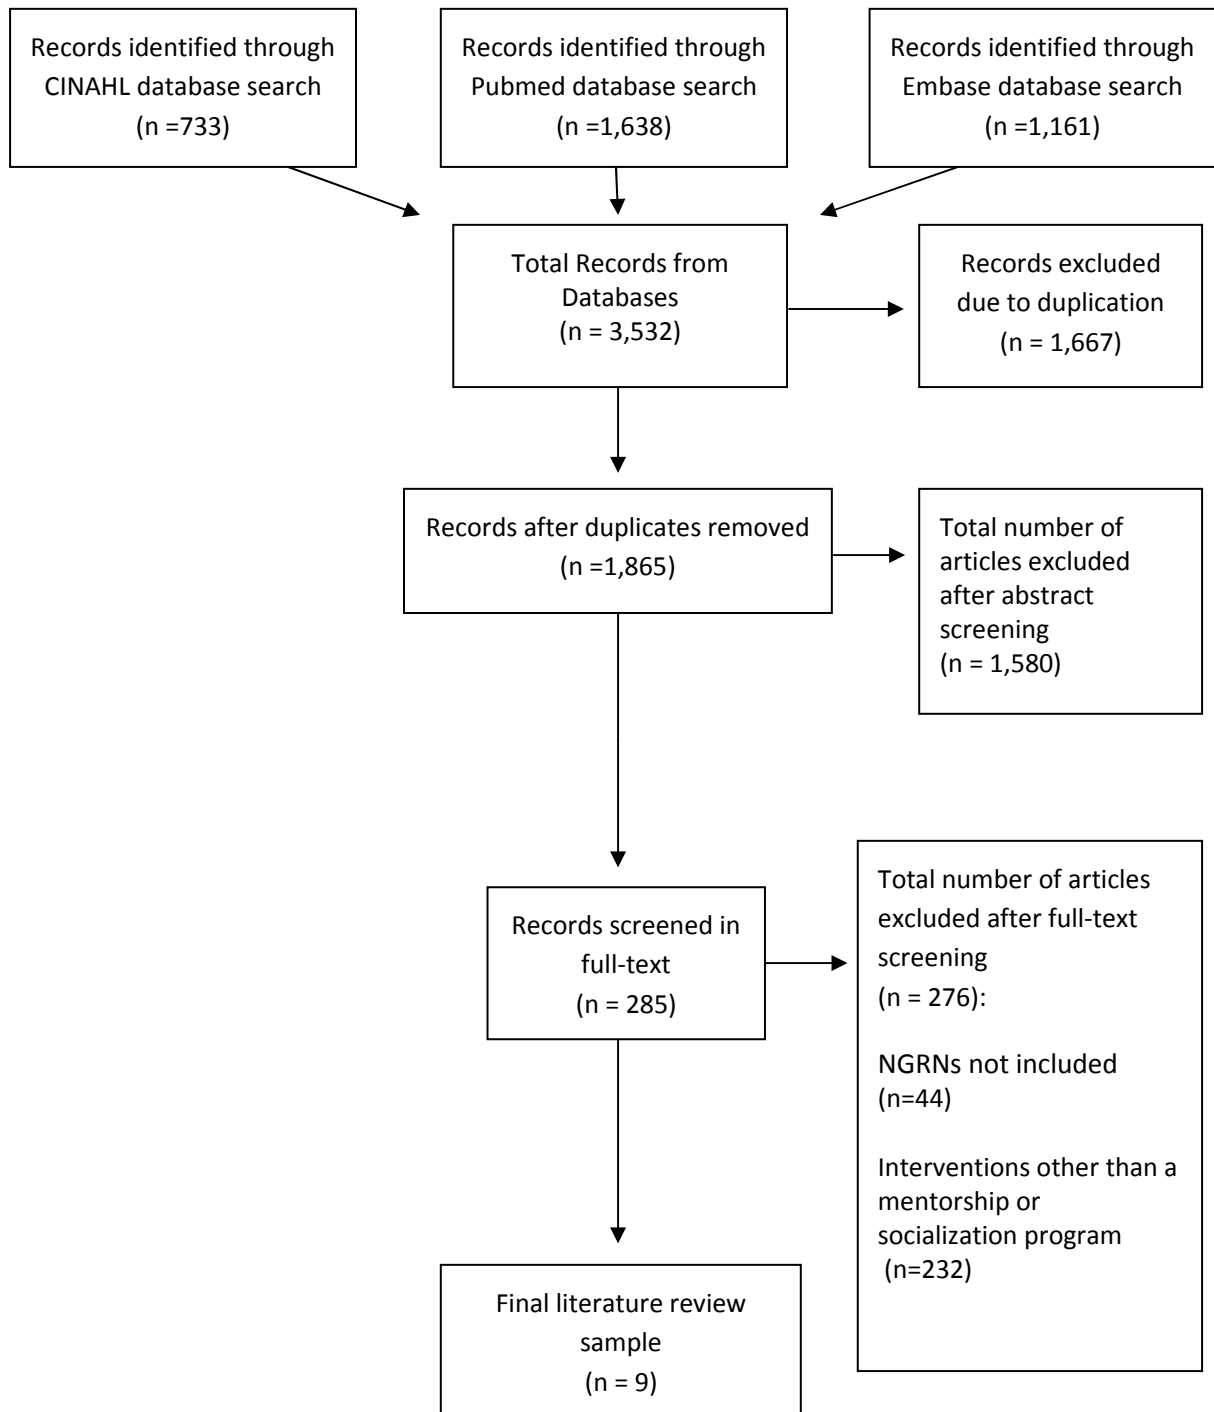 Records identified through
CINAHL database search
(n =733)
Records identified through
Pubmed database search
(n =1,638)
Records identified through
Embase database search
(n =1,161)
Total Records from
Databases
(n = 3,532)
Records excluded
due to duplication
(n = 1,667)
Records after duplicates removed
(n =1,865)
Total number of
articles excluded
after abstract
screening
(n = 1,580)
Records screened in
full-text
(n = 285)
Total number of articles
excluded after full-text
screening
(n = 276):
NGRNs not included
(n=44)
Interventions other than a
mentorship or
socialization program
(n=232)
Final literature review
sample
(n = 9)